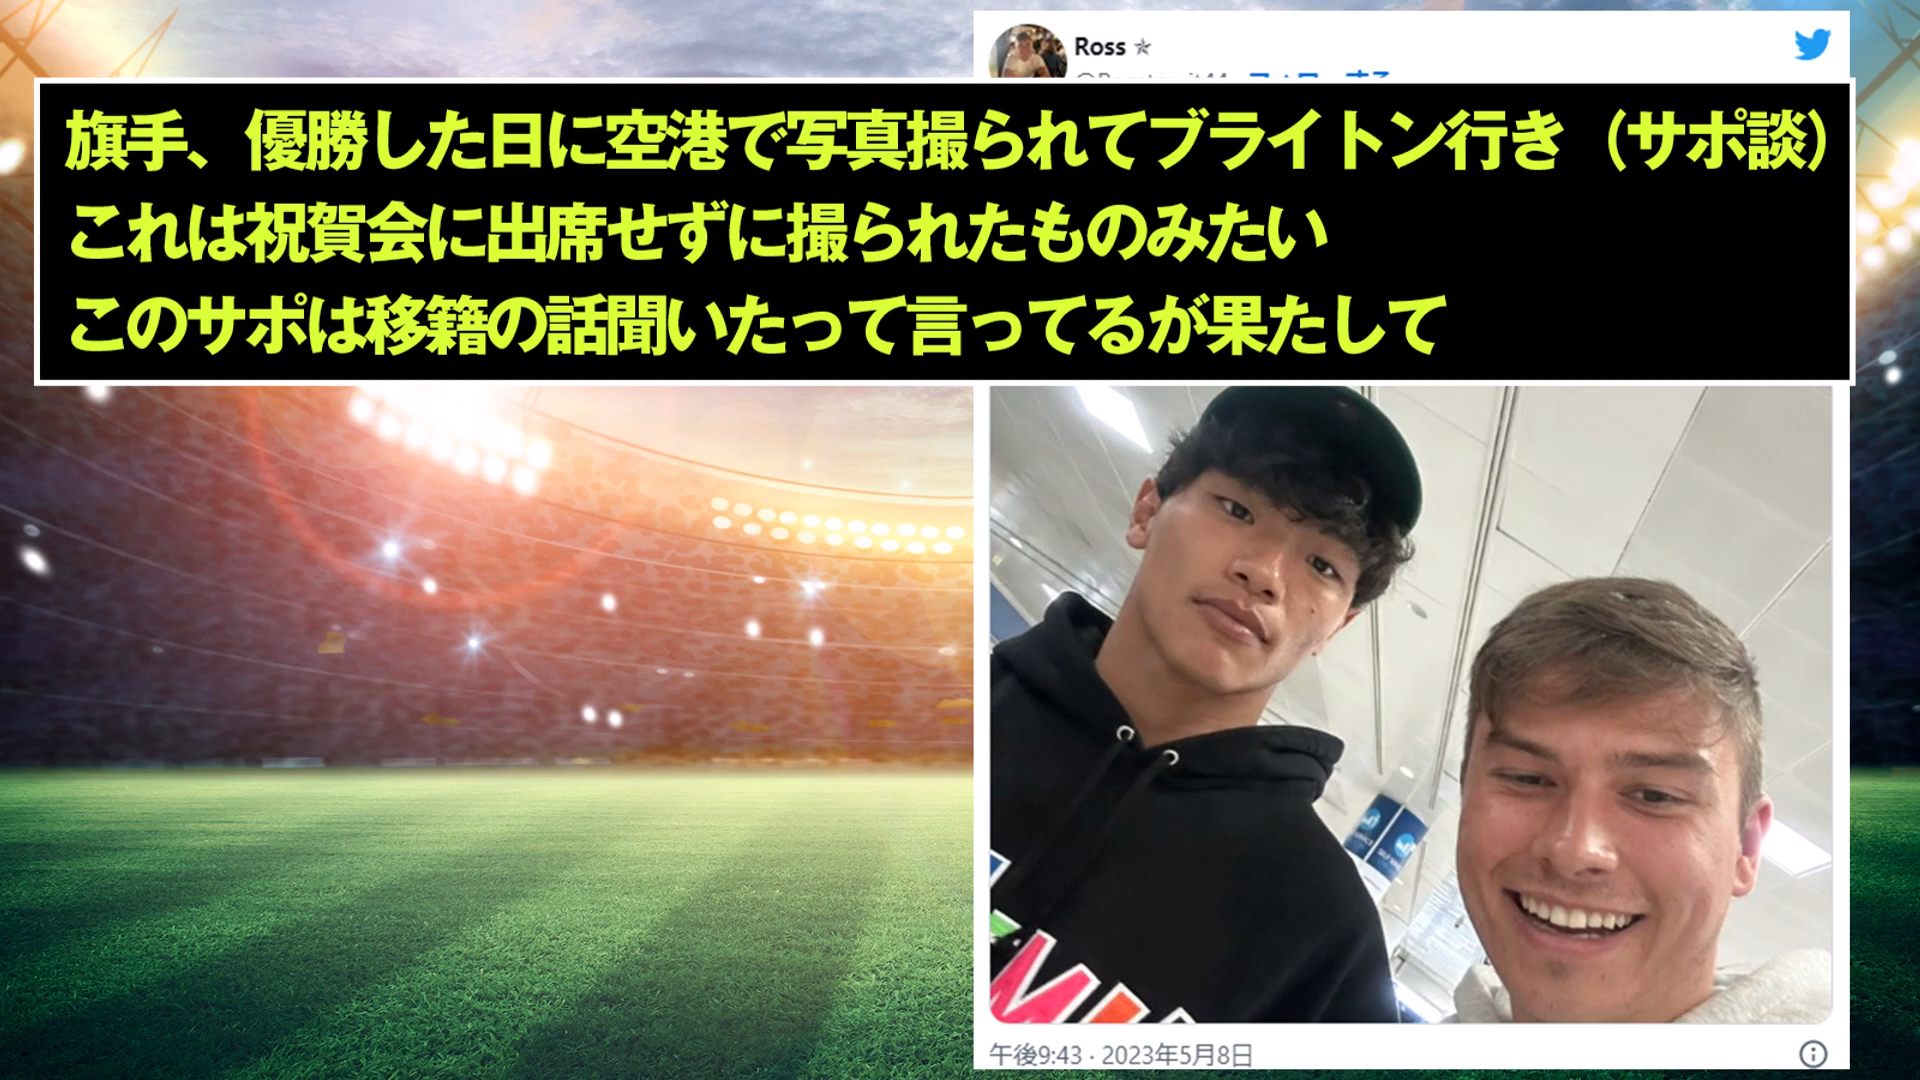 Ross ✯
旗手、優勝した日に空港で写真撮られてブライトン行き（サポ談）
これは祝賀会に出席せずに撮られたものみたい
このサポは移籍の話聞いたって言ってるが果たして
午後9:43 · 2023年5月8日